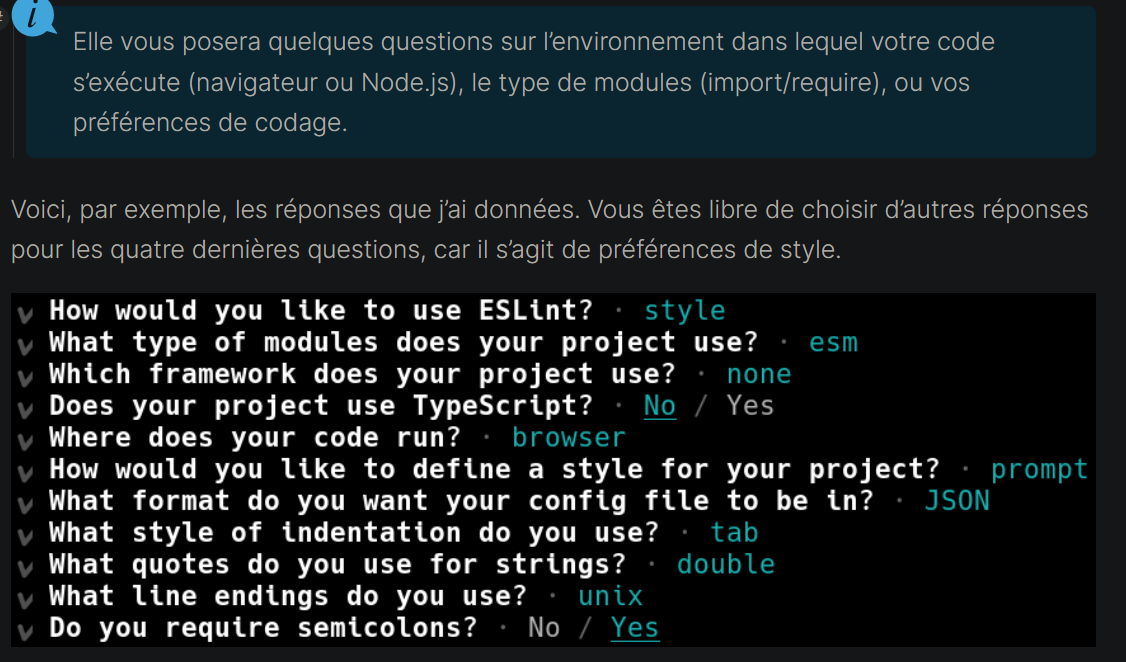 i
Elle vous posera quelques questions sur l’environnement dans lequel votre code
s’exécute (navigateur ou Node.js), le type de modules (import/require), ou vos
préférences de codage.
Voici, par exemple, les réponses que j’ai données. Vous êtes libre de choisir d’autres réponses
pour les quatre dernières questions, car il s’agit de préférences de style.
✔ How would you like to use ESLint? · style
✔ What type of modules does your project use? · esm
✔ Which framework does your project use? · none
✔ Does your project use TypeScript? · No / Yes
✔ Where does your code run? · browser
✔ How would you like to define a style for your project? · prompt
✔ What format do you want your config file to be in? · JSON
✔ What style of indentation do you use? · tab
✔ What quotes do you use for strings? · double
✔ What line endings do you use? · unix
✔ Do you require semicolons? · No / Yes